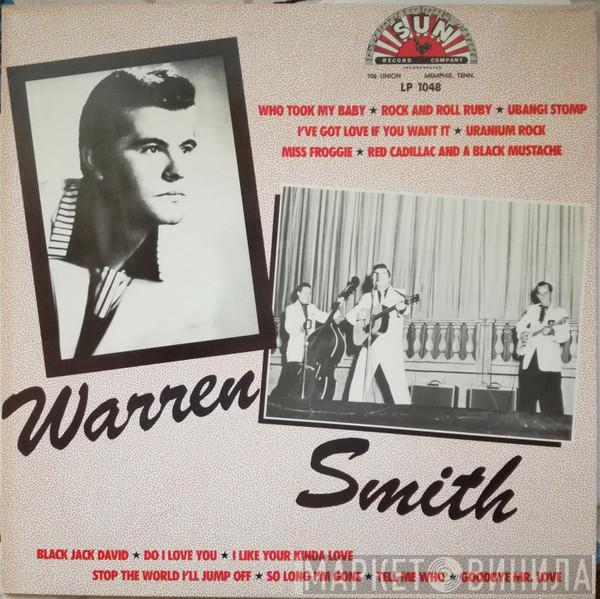 SUN
RECORD COMPANY
INCORPORATED
706 UNION MEMPHIS, TENN.
LP 1048
WHO TOOK MY BABY ★ ROCK AND ROLL RUBY ★ UBANGI STOMP
I'VE GOT LOVE IF YOU WANT IT ★ URANIUM ROCK
MISS FROGGIE ★ RED CADILLAC AND A BLACK MUSTACHE
Warren
Smith
BLACK JACK DAVID ★ DO I LOVE YOU ★ I LIKE YOUR KINDA LOVE
STOP THE WORLD I'LL JUMP OFF ★ SO LONG I'M GONE ★ TELL ME WHO ★ GOODBYE MR. LOVE
МАРКЕТ ВИНИЛА